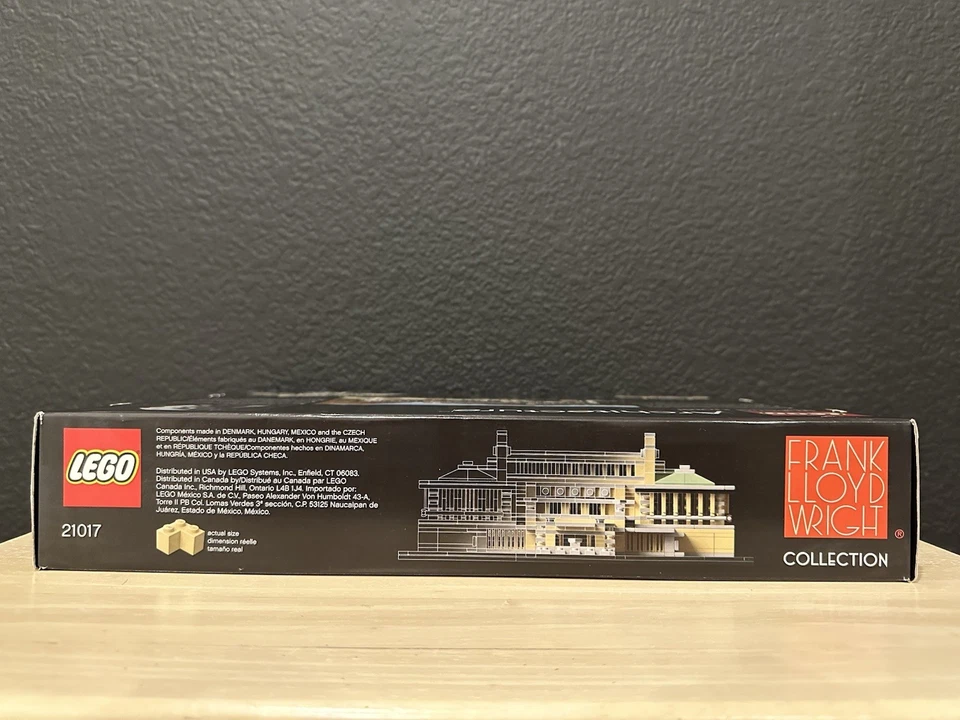 LEGO
21017
Components made in DENMARK, HUNGARY, MEXICO and the CZECH
REPUBLIC/Éléments fabriqués au DANEMARK, en HONGRIE, au MEXIQUE
et en RÉPUBLIQUE TCHÈQUE/Componentes hechos en DINAMARCA,
HUNGRÍA, MÉXICO y la REPÚBLICA CHECA.
Distributed in USA by LEGO Systems, Inc., Enfield, CT 06083.
Distributed in Canada by/Distribué au Canada par LEGO
Canada Inc., Richmond Hill, Ontario L4B 1J4. Importado por:
LEGO México S.A. de C.V., Paseo Alexander Von Humboldt 43-A,
Torre II PB Col. Lomas Verdes 3ª sección, C.P. 53125 Naucalpan de
Juárez, Estado de México, México.
actual size
dimension réelle
tamaño real
FRANK
LLOYD
WRIGHT
®
COLLECTION